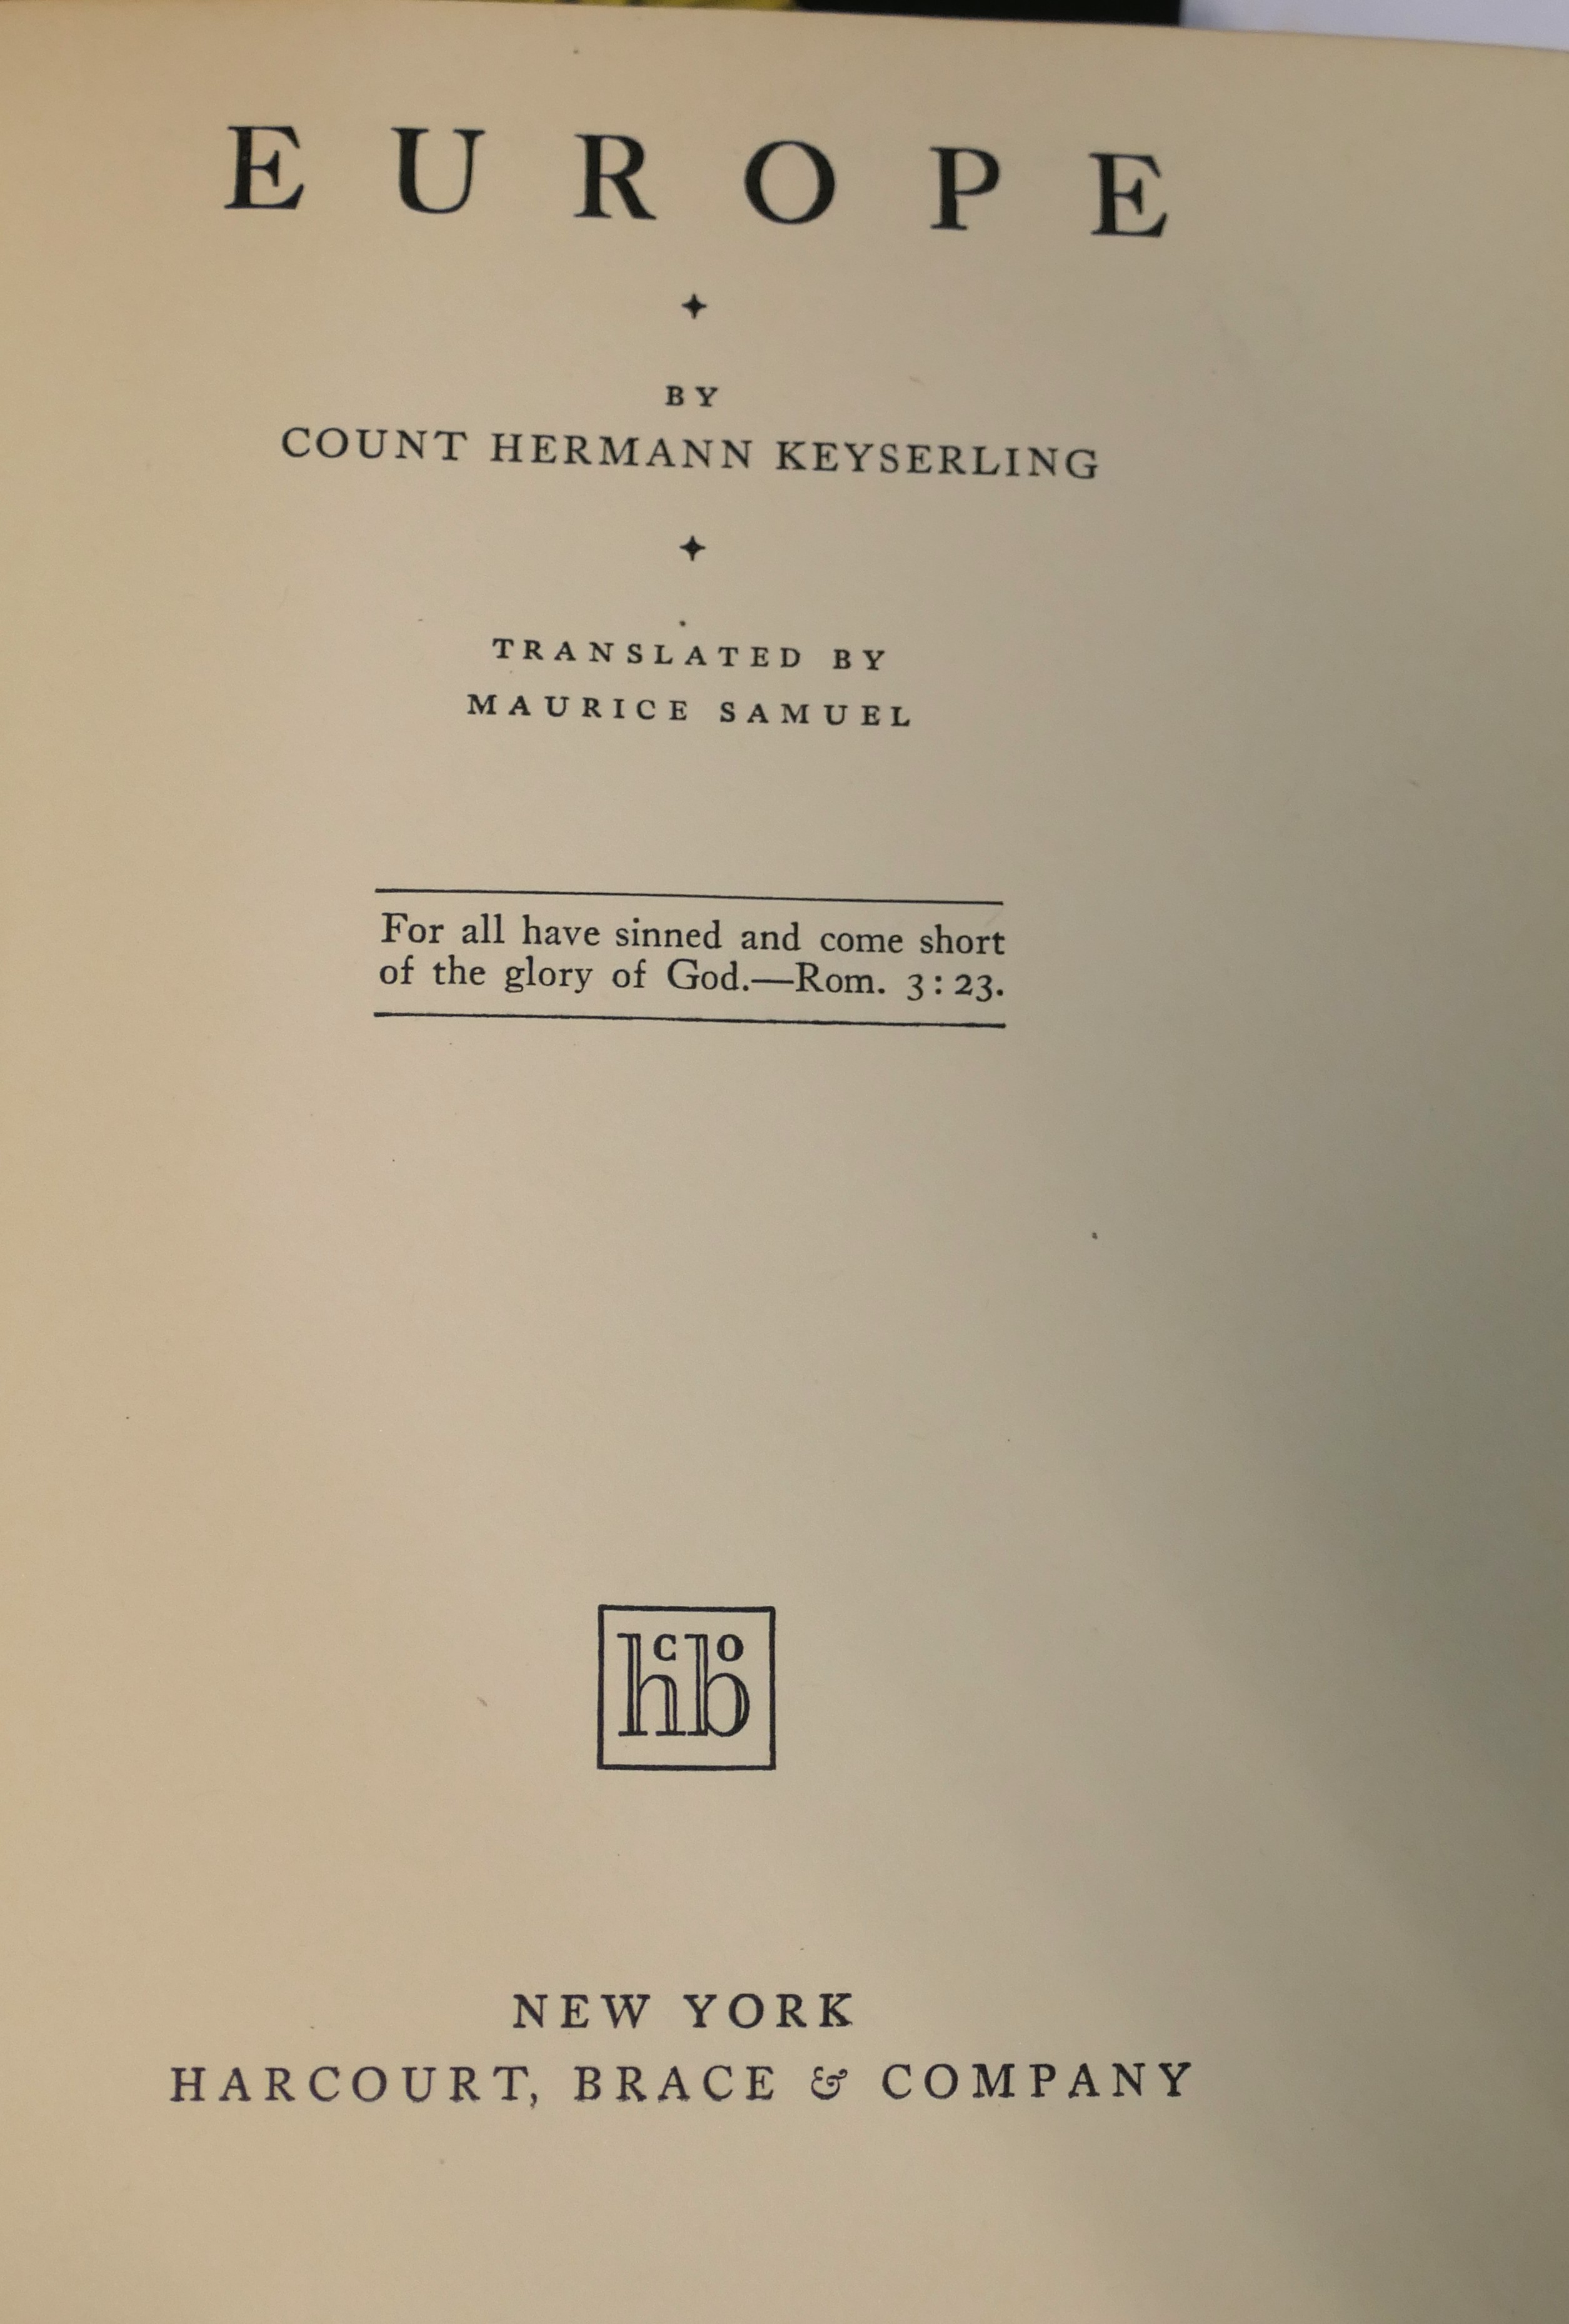 EUROPE
BY
COUNT HERMANN KEYSERLING
TRANSLATED BY
MAURICE SAMUEL
For all have sinned and come short
of the glory of God.—Rom. 3:23.
hcbo
NEW YORK
HARCOURT, BRACE & COMPANY